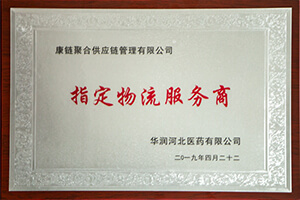 康链聚合供应链管理有限公司
指定物流服务商
华润河北医药有限公司
二〇一九年四月二十二